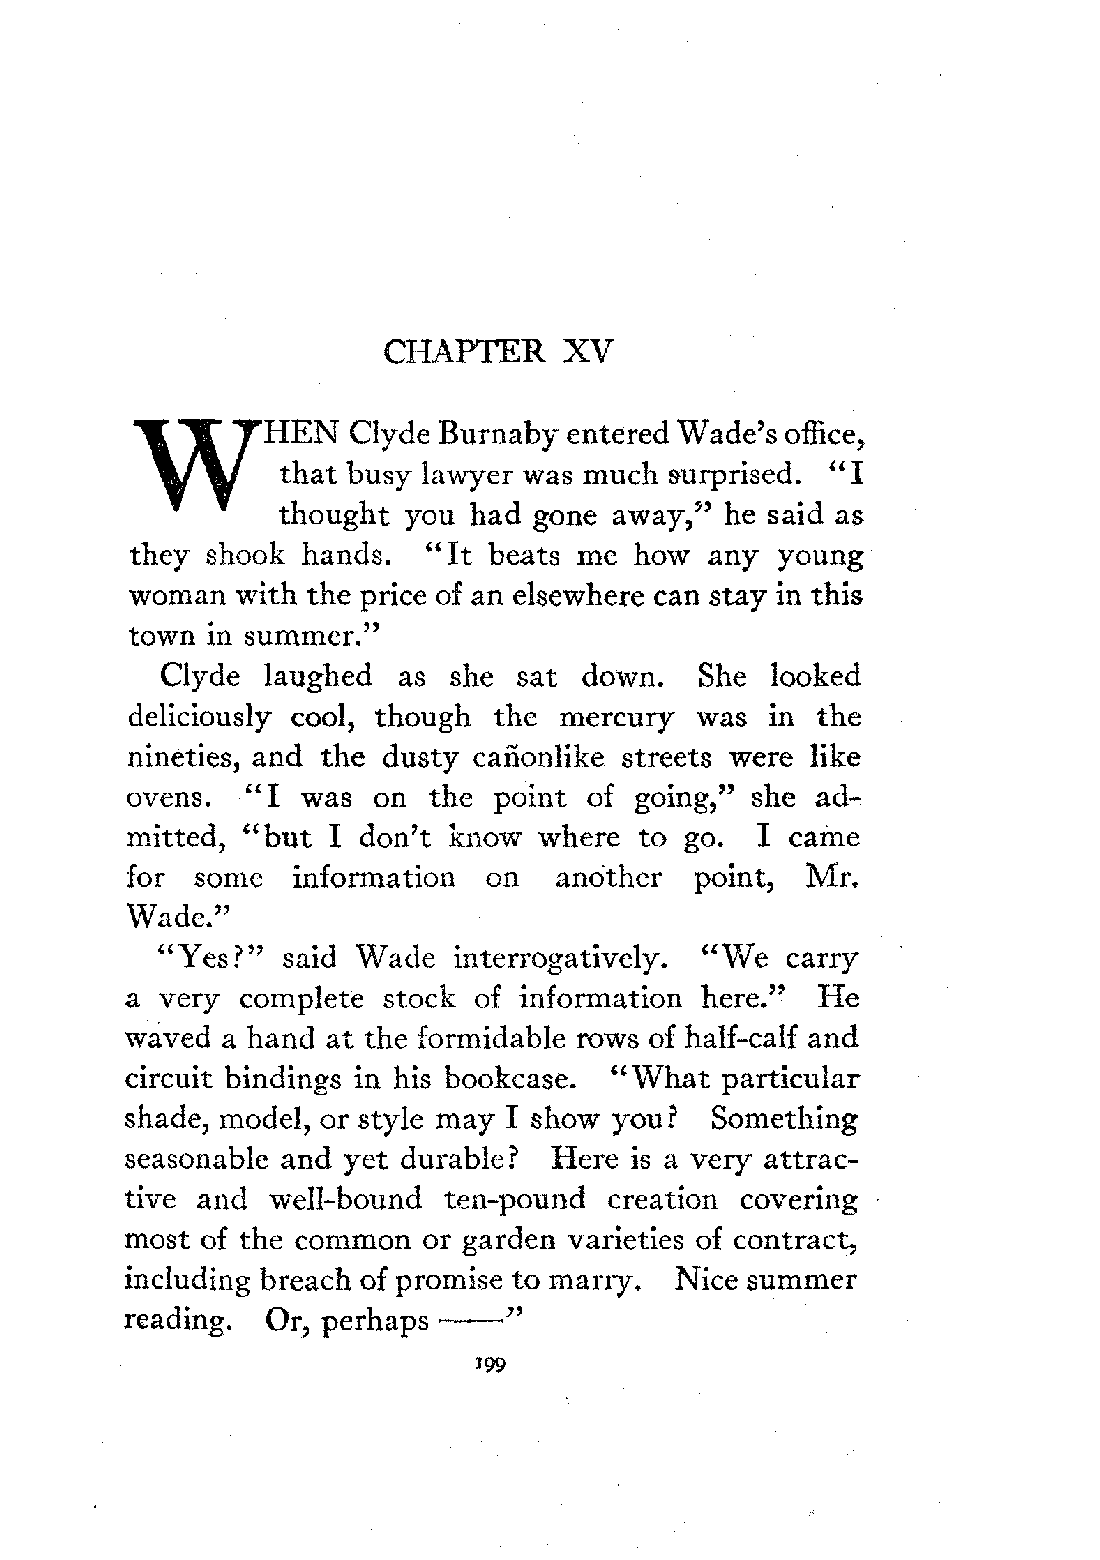 CHAPTER XV
WHEN Clyde Burnaby entered Wade's office,
that busy lawyer was much surprised. "I
thought you had gone away," he said as
they shook hands. "It beats me how any young
woman with the price of an elsewhere can stay in this
town in summer."
Clyde laughed as she sat down. She looked
deliciously cool, though the mercury was in the
nineties, and the dusty cañonlike streets were like
ovens. "I was on the point of going," she ad-
mitted, "but I don't know where to go. I came
for some information on another point, Mr.
Wade."
"Yes?" said Wade interrogatively. "We carry
a very complete stock of information here." He
waved a hand at the formidable rows of half-calf and
circuit bindings in his bookcase. "What particular
shade, model, or style may I show you? Something
seasonable and yet durable? Here is a very attrac-
tive and well-bound ten-pound creation covering
most of the common or garden varieties of contract,
including breach of promise to marry. Nice summer
reading. Or, perhaps ——"
199